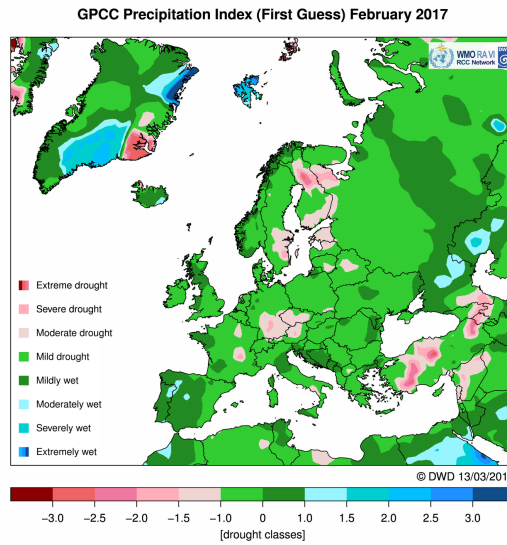 GPCC Precipitation Index (First Guess) February 2017
WMO RA VI
RCC Network
Extreme drought
Severe drought
Moderate drought
Mild drought
Mildly wet
Moderately wet
Severely wet
Extremely wet
© DWD 13/03/201
−3.0 −2.5 −2.0 −1.5 −1.0 0 1.0 1.5 2.0 2.5 3.0
[drought classes]